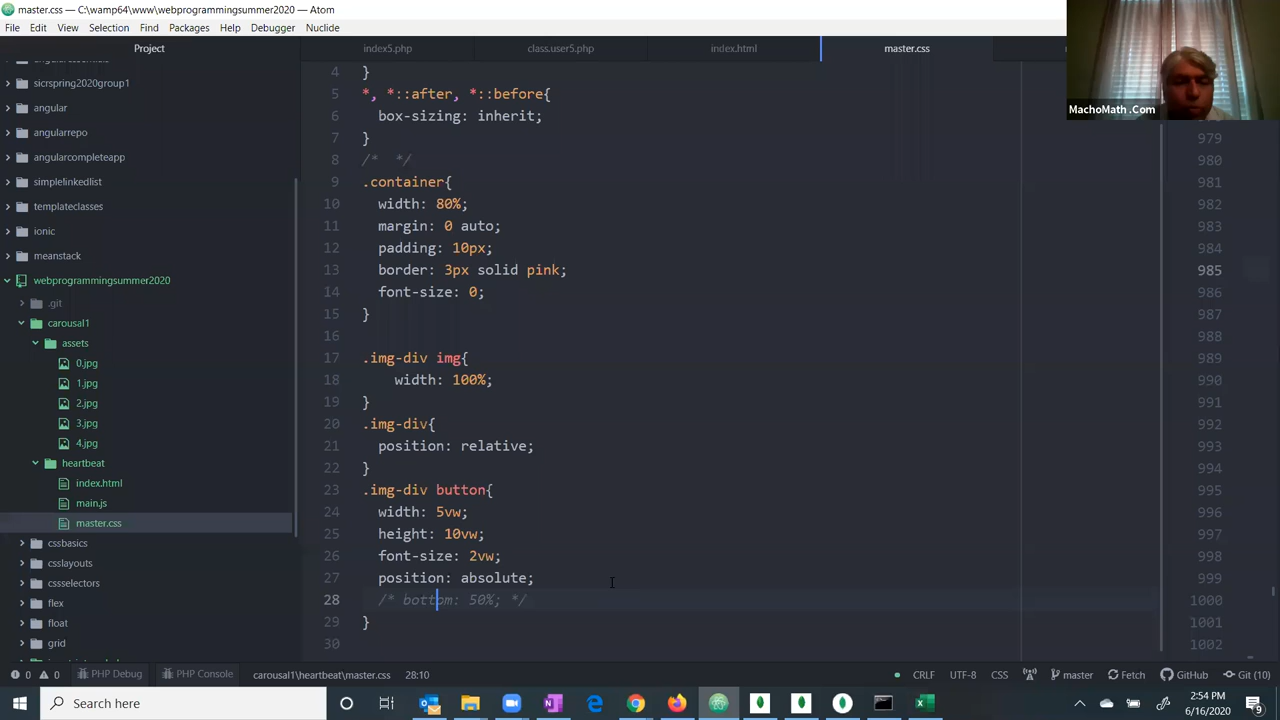 master.css — C:\wamp64\www\webprogrammingsummer2020 — Atom
File Edit View Selection Find Packages Help Debugger Nuclide
Project
index5.php
class.user5.php
index.html
master.css
MachoMath .Com
sicrspring2020group1
angular
angularrepo
angularcompleteapp
simplelinkedlist
templateclasses
ionic
meanstack
webprogrammingsummer2020
.git
carousal1
assets
0.jpg
1.jpg
2.jpg
3.jpg
4.jpg
heartbeat
index.html
main.js
master.css
cssbasics
csslayouts
cssselectors
flex
float
grid
4 }
5 *, *::after, *::before{
6 box-sizing: inherit;
7 }
8 /*  */
9 .container{
10 width: 80%;
11 margin: 0 auto;
12 padding: 10px;
13 border: 3px solid pink;
14 font-size: 0;
15 }
16
17 .img-div img{
18 width: 100%;
19 }
20 .img-div{
21 position: relative;
22 }
23 .img-div button{
24 width: 5vw;
25 height: 10vw;
26 font-size: 2vw;
27 position: absolute;
28 /* bottom: 50%; */
29 }
30
979
980
981
982
983
984
985
986
987
988
989
990
991
992
993
994
995
996
997
998
999
1000
1001
1002
0 0 PHP Debug PHP Console carousal1\heartbeat\master.css 28:10 CRLF UTF-8 CSS master Fetch GitHub Git (10)
Search here
2:54 PM
6/16/2020
9